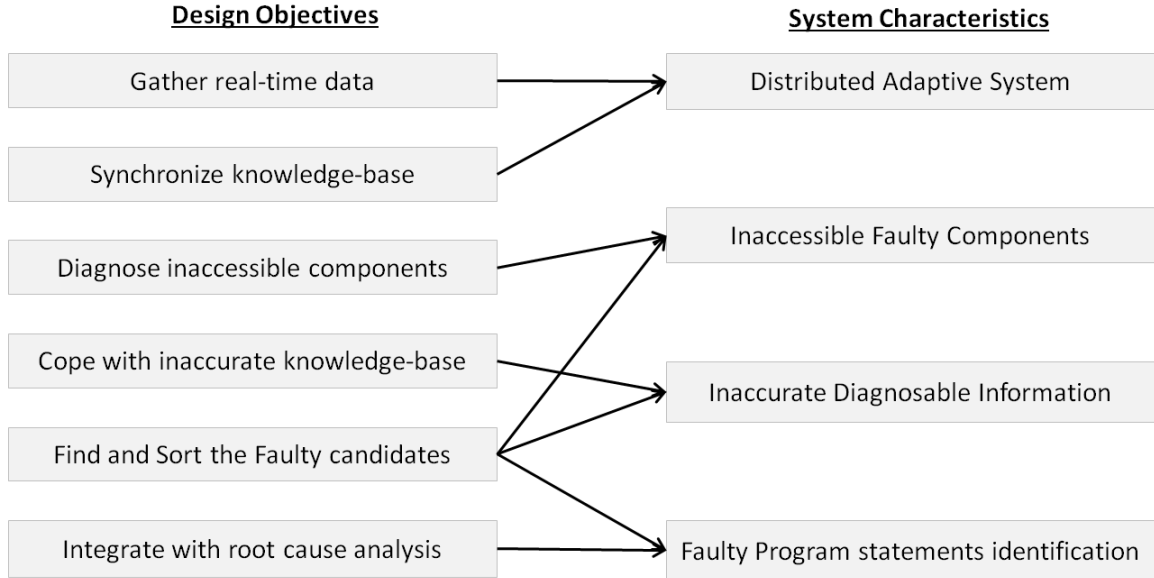 Design Objectives
System Characteristics
Gather real-time data
Distributed Adaptive System
Synchronize knowledge-base
Inaccessible Faulty Components
Diagnose inaccessible components
Cope with inaccurate knowledge-base
Inaccurate Diagnosable Information
Find and Sort the Faulty candidates
Integrate with root cause analysis
Faulty Program statements identification